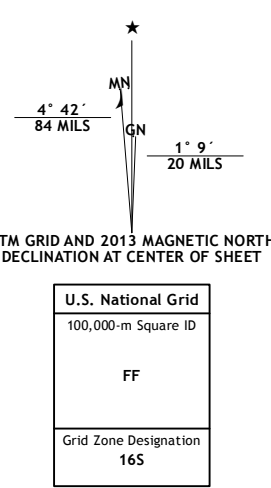 ★
MN
4° 42´
84 MILS
GN
1° 9´
20 MILS
TM GRID AND 2013 MAGNETIC NORTH
DECLINATION AT CENTER OF SHEET
U.S. National Grid
100,000-m Square ID
FF
Grid Zone Designation
16S